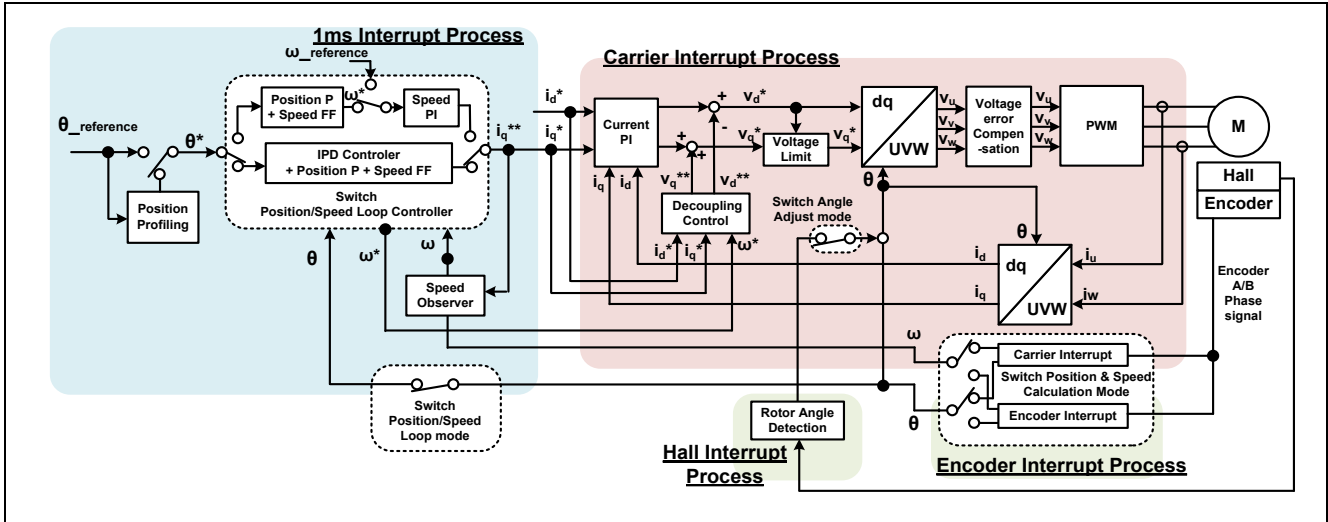 1ms Interrupt Process
ω_reference
Position P
+ Speed FF
ω*
Speed
PI
θ_reference
θ*
IPD Controler
+ Position P + Speed FF
Switch
Position/Speed Loop Controller
Position
Profiling
iq**
iq*
id*
θ
ω*
ω
Speed
Observer
Switch
Position/Speed
Loop mode
Carrier Interrupt Process
Current
PI
iq
id
+
-
+
+
vd*
vq*
Voltage
Limit
vq*
vq**
vd**
Decoupling
Control
id*
iq*
ω*
dq
UVW
θ
vu
vv
vw
Voltage
error
Compen
-sation
vu
vv
vw
PWM
M
Hall
Encoder
Switch Angle
Adjust mode
θ
id
iq
dq
UVW
iu
iw
Encoder
A/B
Phase
signal
ω
θ
Carrier Interrupt
Switch Position & Speed
Calculation Mode
Encoder Interrupt
Rotor Angle
Detection
Hall Interrupt
Process
Encoder Interrupt Process